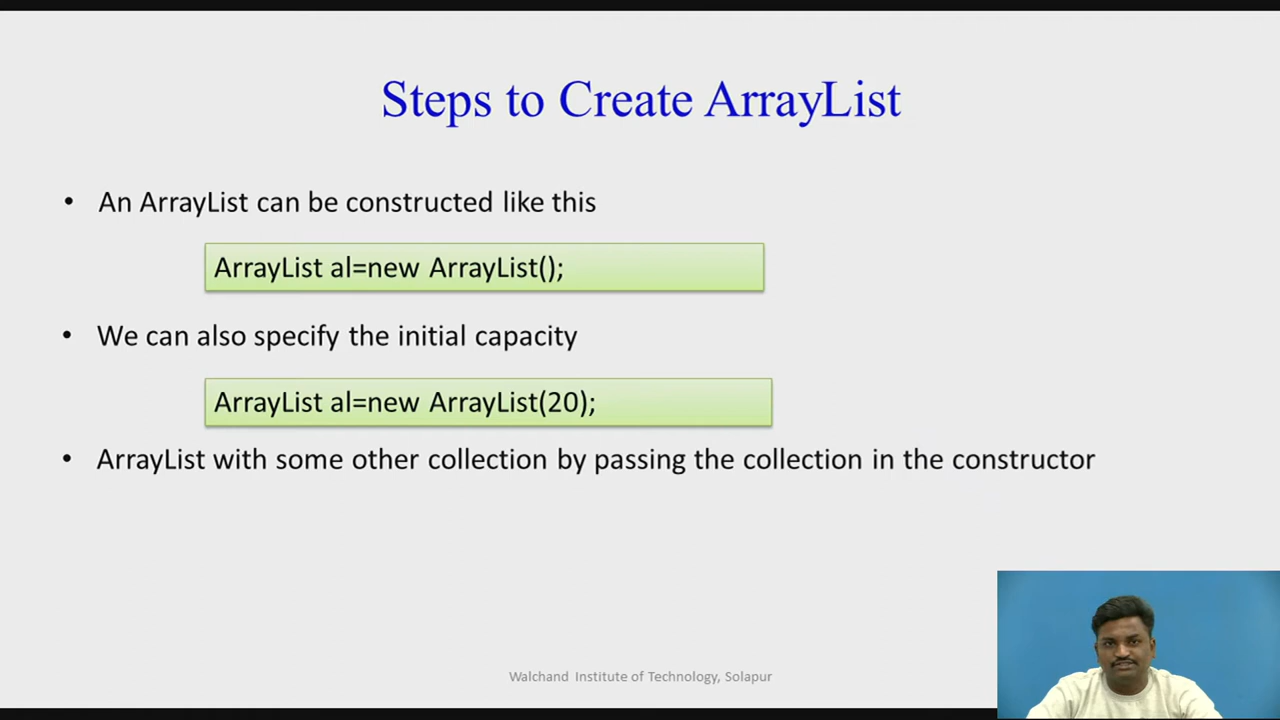 Steps to Create ArrayList
• An ArrayList can be constructed like this
ArrayList al=new ArrayList();
• We can also specify the initial capacity
ArrayList al=new ArrayList(20);
• ArrayList with some other collection by passing the collection in the constructor
Walchand Institute of Technology, Solapur